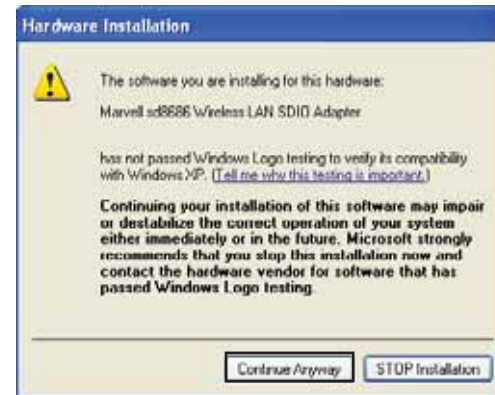 Hardware Installation
The software you are installing for this hardware:
Marvell sd8686 Wireless LAN SDIO Adapter
has not passed Windows Logo testing to verify its compatibility
with Windows XP. (Tell me why this testing is important.)
Continuing your installation of this software may impair
or destabilize the correct operation of your system
either immediately or in the future. Microsoft strongly
recommends that you stop this installation now and
contact the hardware vendor for software that has
passed Windows Logo testing.
Continue Anyway STOP Installation